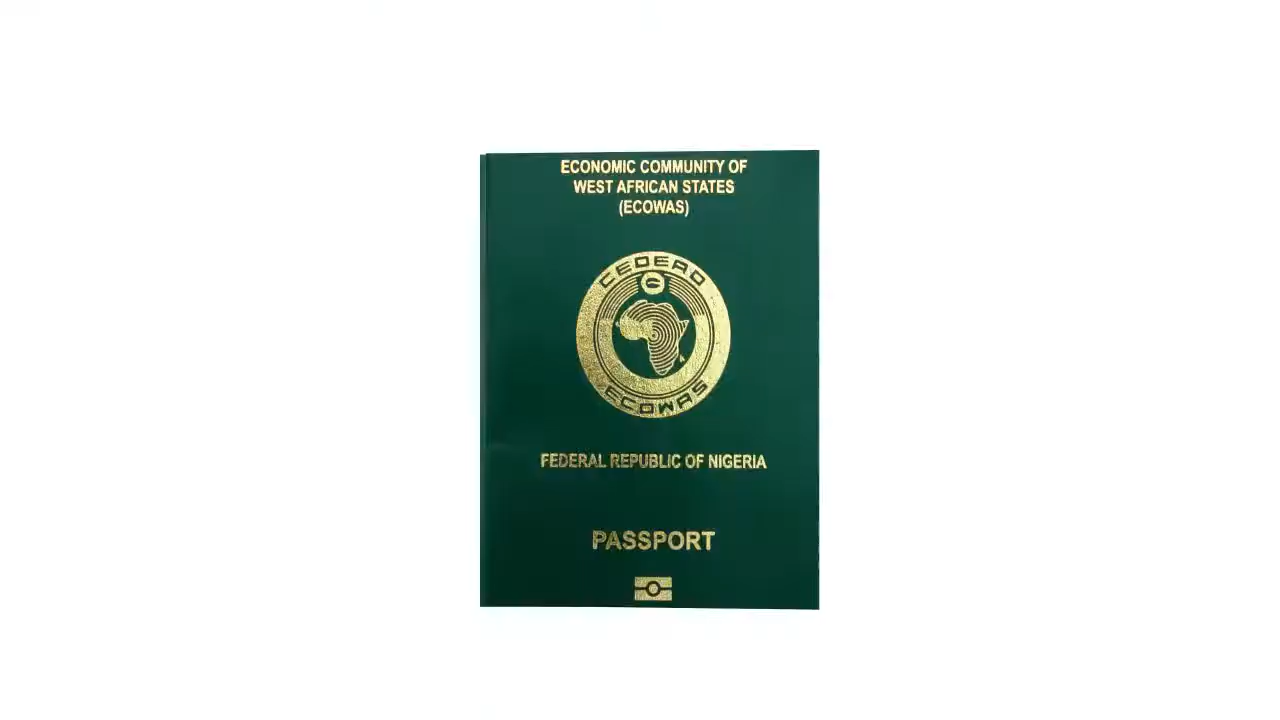 ECONOMIC COMMUNITY OF
WEST AFRICAN STATES
(ECOWAS)
CEDEAO
ECOWAS
FEDERAL REPUBLIC OF NIGERIA
PASSPORT